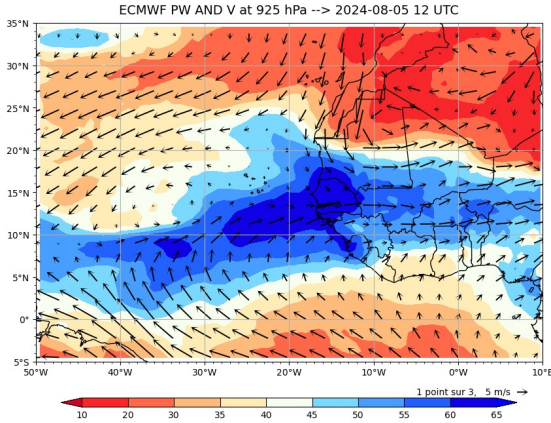 ECMWF PW AND V at 925 hPa --> 2024-08-05 12 UTC
35°N
30°N
25°N
20°N
15°N
10°N
5°N
0°
5°S
50°W 40°W 30°W 20°W 10°W 0°W 10°E
1 point sur 3, 5 m/s
10 20 30 40 45 50 55 60 65